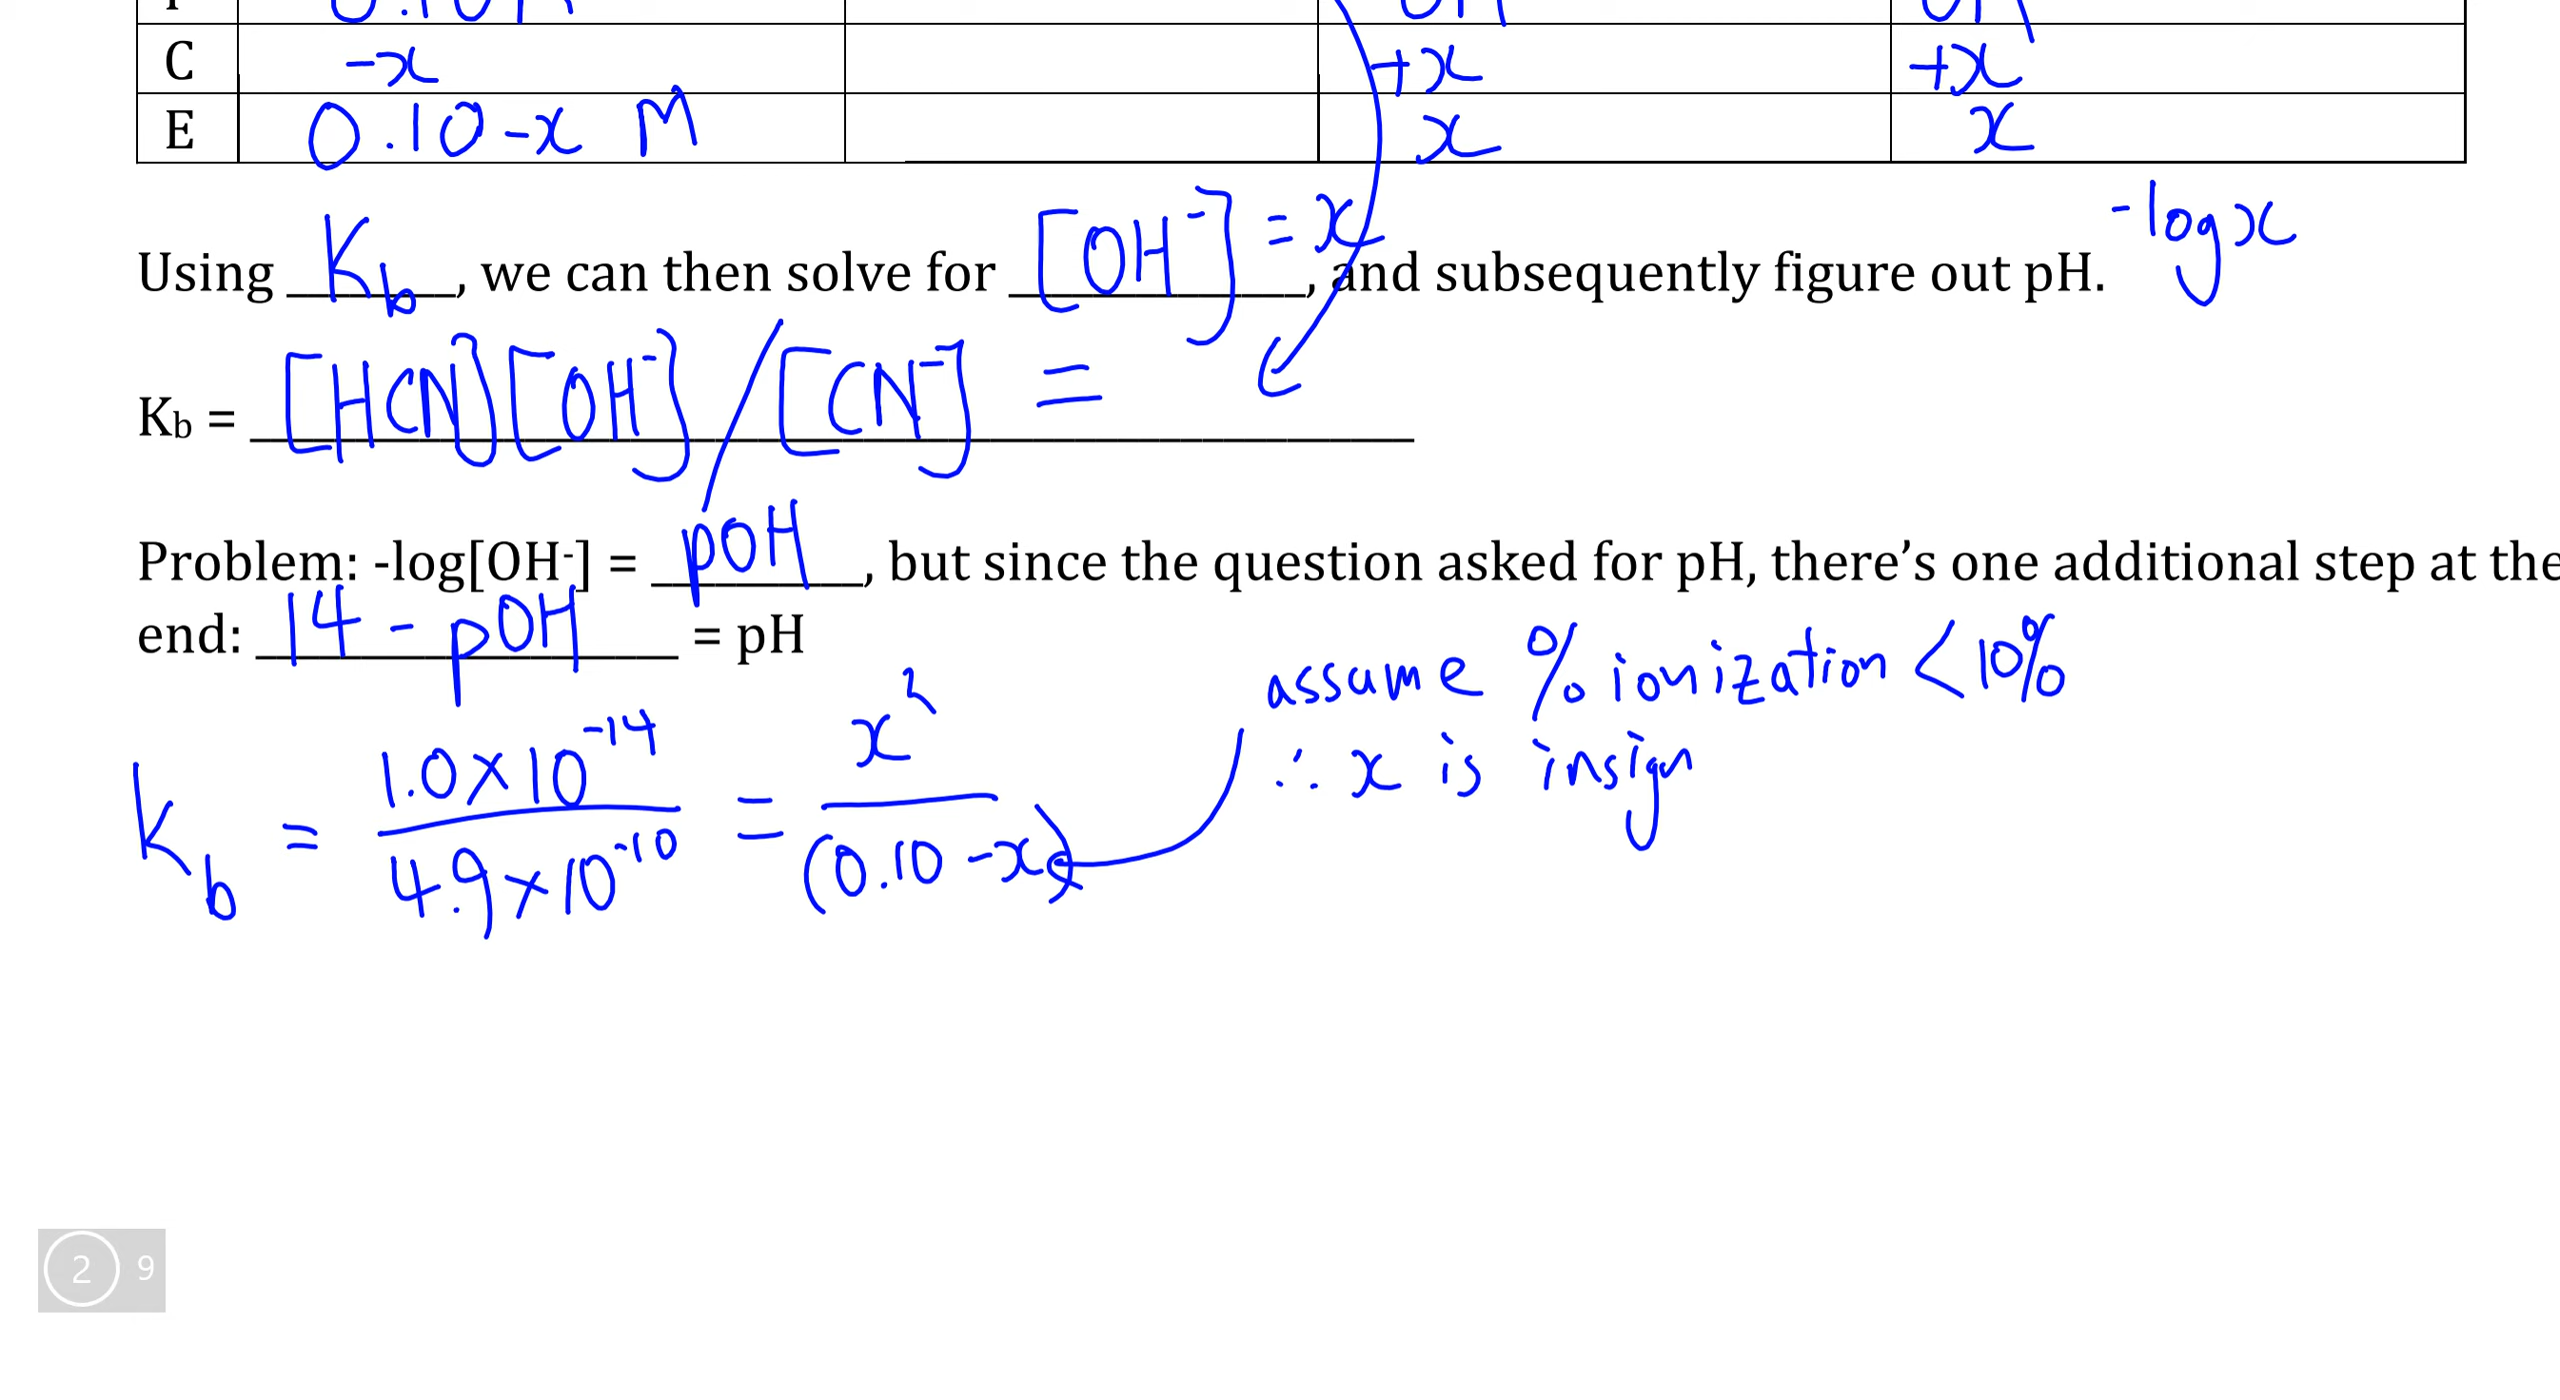 C -x +x +x
E 0.10-x M x x
Using Kb, we can then solve for [OH-] = x, and subsequently figure out pH. -log x
Kb = [HCN][OH-]/[CN-] =
Problem: -log[OH-] = pOH, but since the question asked for pH, there's one additional step at the
end: 14 - pOH = pH
assume % ionization < 10%
∴ x is insign
Kb = 1.0×10^-14 / 4.9×10^-10 = x² / (0.10 - x)
2 9